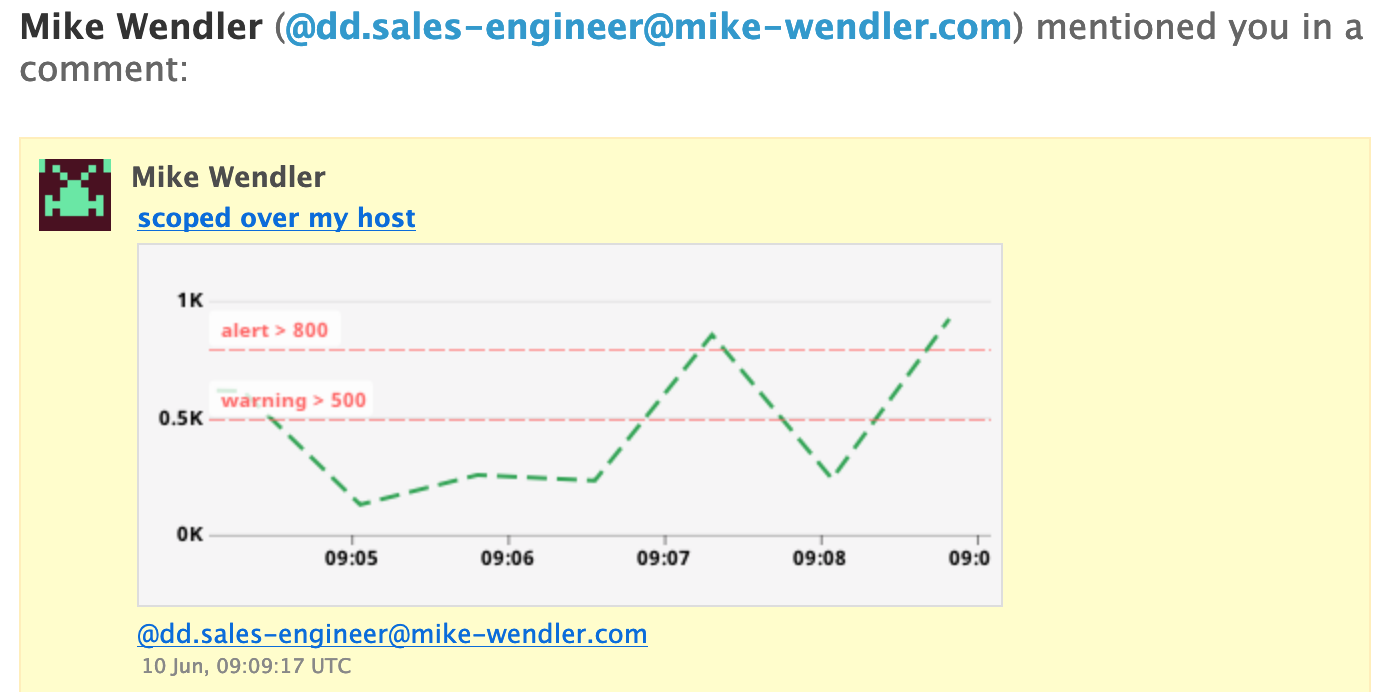 Mike Wendler (@dd.sales-engineer@mike-wendler.com) mentioned you in a
comment:
Mike Wendler
scoped over my host
1K
alert > 800
warning > 500
0.5K
0K
09:05 09:06 09:07 09:08 09:0
@dd.sales-engineer@mike-wendler.com
10 Jun, 09:09:17 UTC